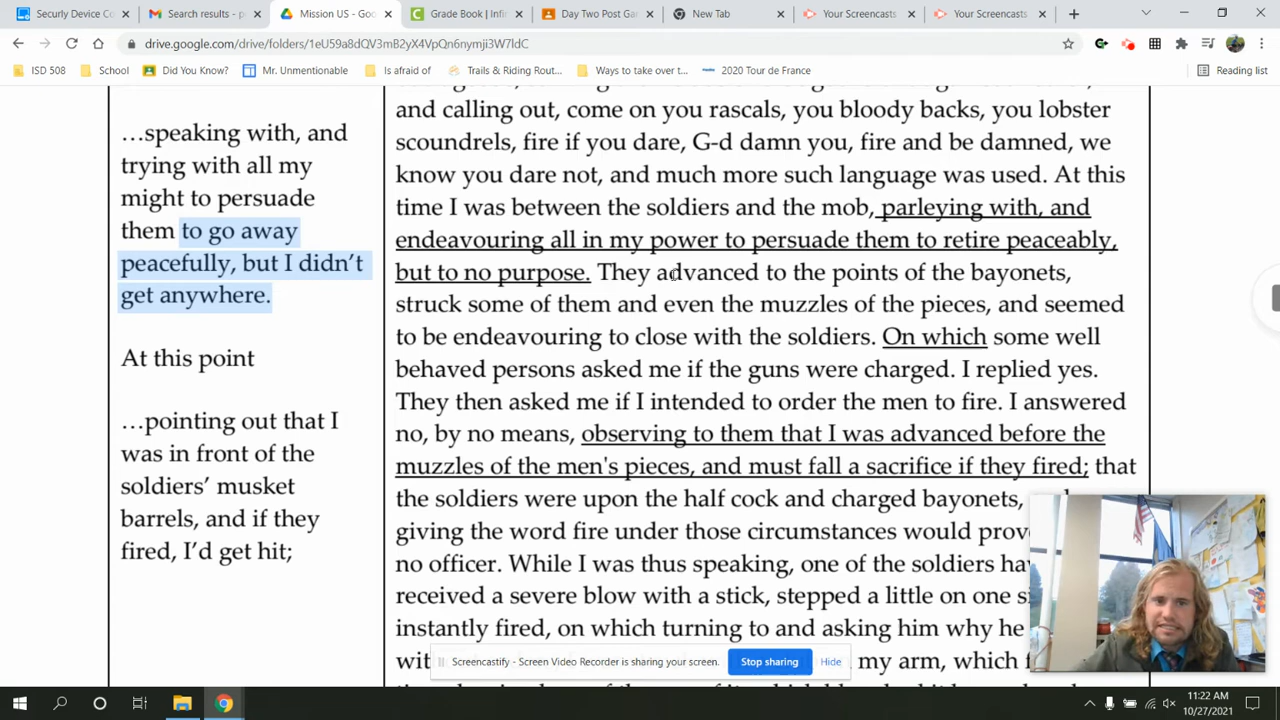 Securly Device Co
Search results - p
Mission US - Goo
Grade Book | Infin
Day Two Post Gar
New Tab
Your Screencasts
Your Screencasts
drive.google.com/drive/folders/1eU59a8dQV3mB2yX4VpQn6nymji3W7ldC
ISD 508
School
Did You Know?
Mr. Unmentionable
Is afraid of
Trails & Riding Rout...
Ways to take over t...
2020 Tour de France
Reading list
…speaking with, and
trying with all my
might to persuade
them to go away
peacefully, but I didn't
get anywhere.
At this point
…pointing out that I
was in front of the
soldiers' musket
barrels, and if they
fired, I'd get hit;
and calling out, come on you rascals, you bloody backs, you lobster
scoundrels, fire if you dare, G-d damn you, fire and be damned, we
know you dare not, and much more such language was used. At this
time I was between the soldiers and the mob, parleying with, and
endeavouring all in my power to persuade them to retire peaceably,
but to no purpose. They advanced to the points of the bayonets,
struck some of them and even the muzzles of the pieces, and seemed
to be endeavouring to close with the soldiers. On which some well
behaved persons asked me if the guns were charged. I replied yes.
They then asked me if I intended to order the men to fire. I answered
no, by no means, observing to them that I was advanced before the
muzzles of the men's pieces, and must fall a sacrifice if they fired; that
the soldiers were upon the half cock and charged bayonets,
giving the word fire under those circumstances would prov
no officer. While I was thus speaking, one of the soldiers ha
received a severe blow with a stick, stepped a little on one si
instantly fired, on which turning to and asking him why he
wit
my arm, which
Screencastify - Screen Video Recorder is sharing your screen.
Stop sharing
Hide
11:22 AM
10/27/2021